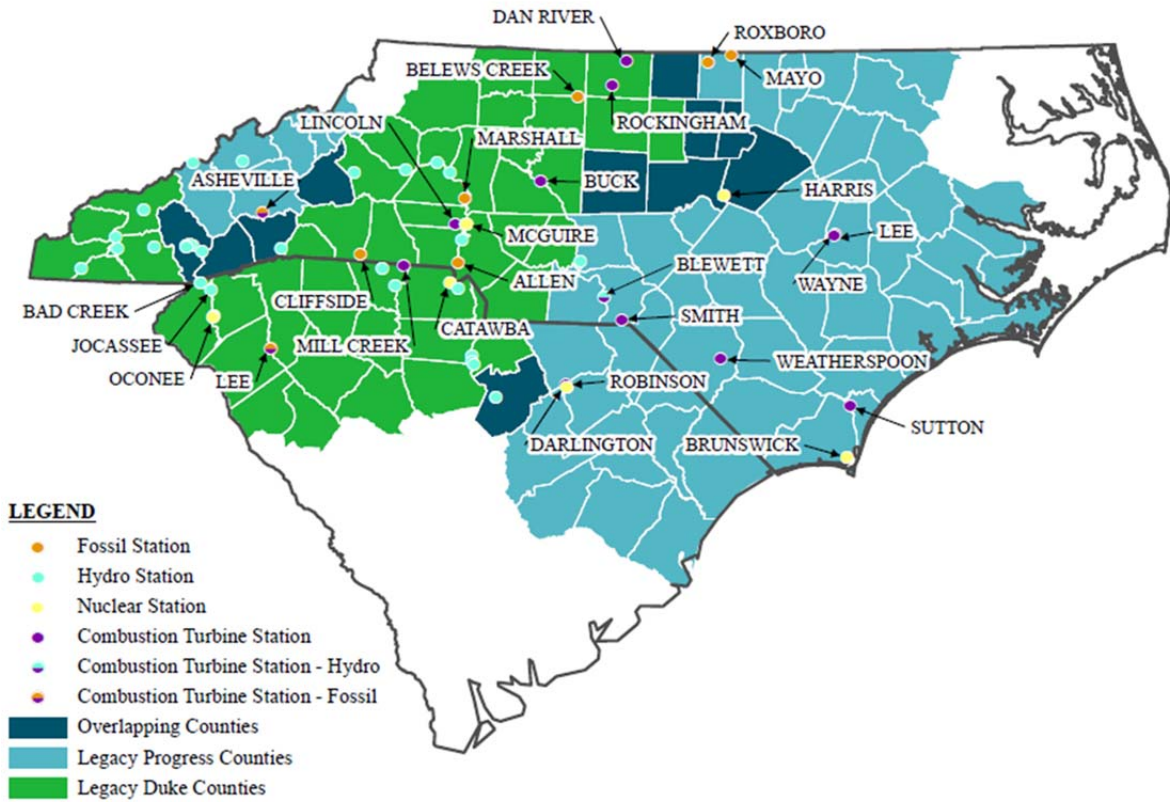 DAN RIVER
ROXBORO
BELEWS CREEK
MAYO
LINCOLN
MARSHALL
ROCKINGHAM
ASHEVILLE
BUCK
HARRIS
MCGUIRE
LEE
BLEWETT
ALLEN
WAYNE
BAD CREEK
CLIFFSIDE
SMITH
CATAWBA
JOCASSEE
MILL CREEK
WEATHERSPOON
OCONEE
LEE
ROBINSON
SUTTON
DARLINGTON
BRUNSWICK
LEGEND
Fossil Station
Hydro Station
Nuclear Station
Combustion Turbine Station
Combustion Turbine Station - Hydro
Combustion Turbine Station - Fossil
Overlapping Counties
Legacy Progress Counties
Legacy Duke Counties